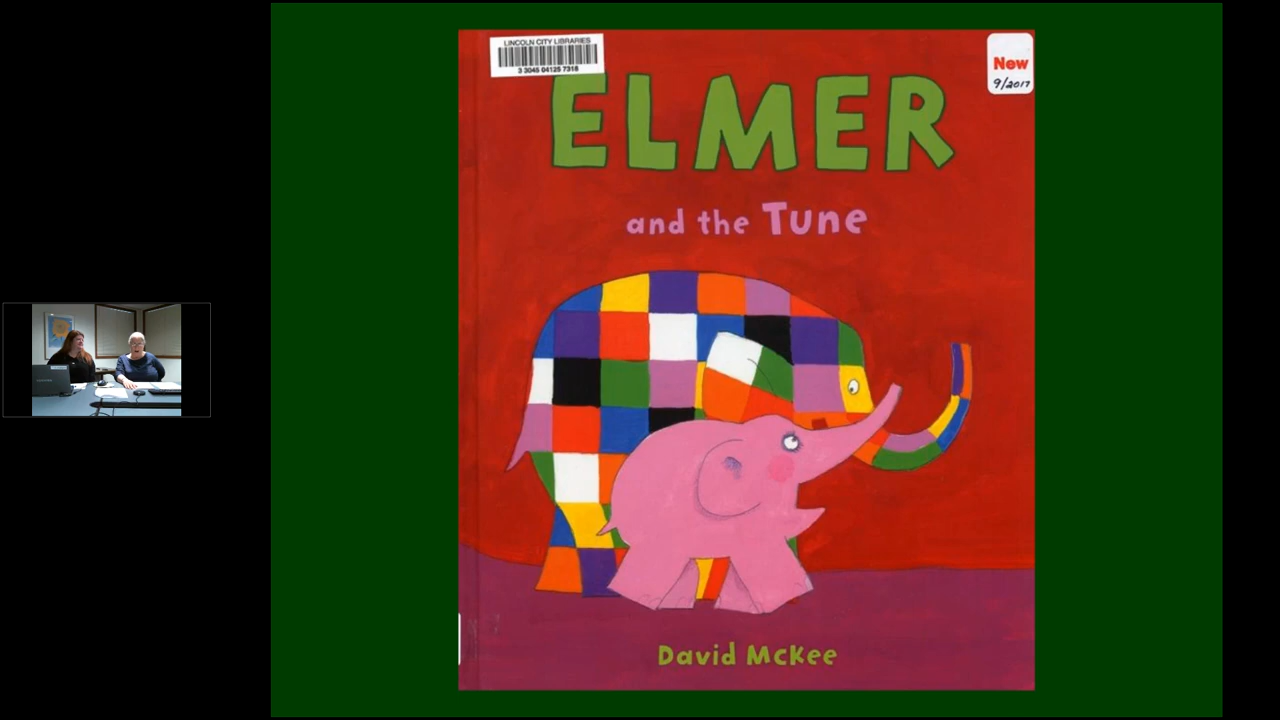 LINCOLN CITY LIBRARIES
3 3045 04125 7318
New
9/2017
ELMER
and the Tune
David McKee